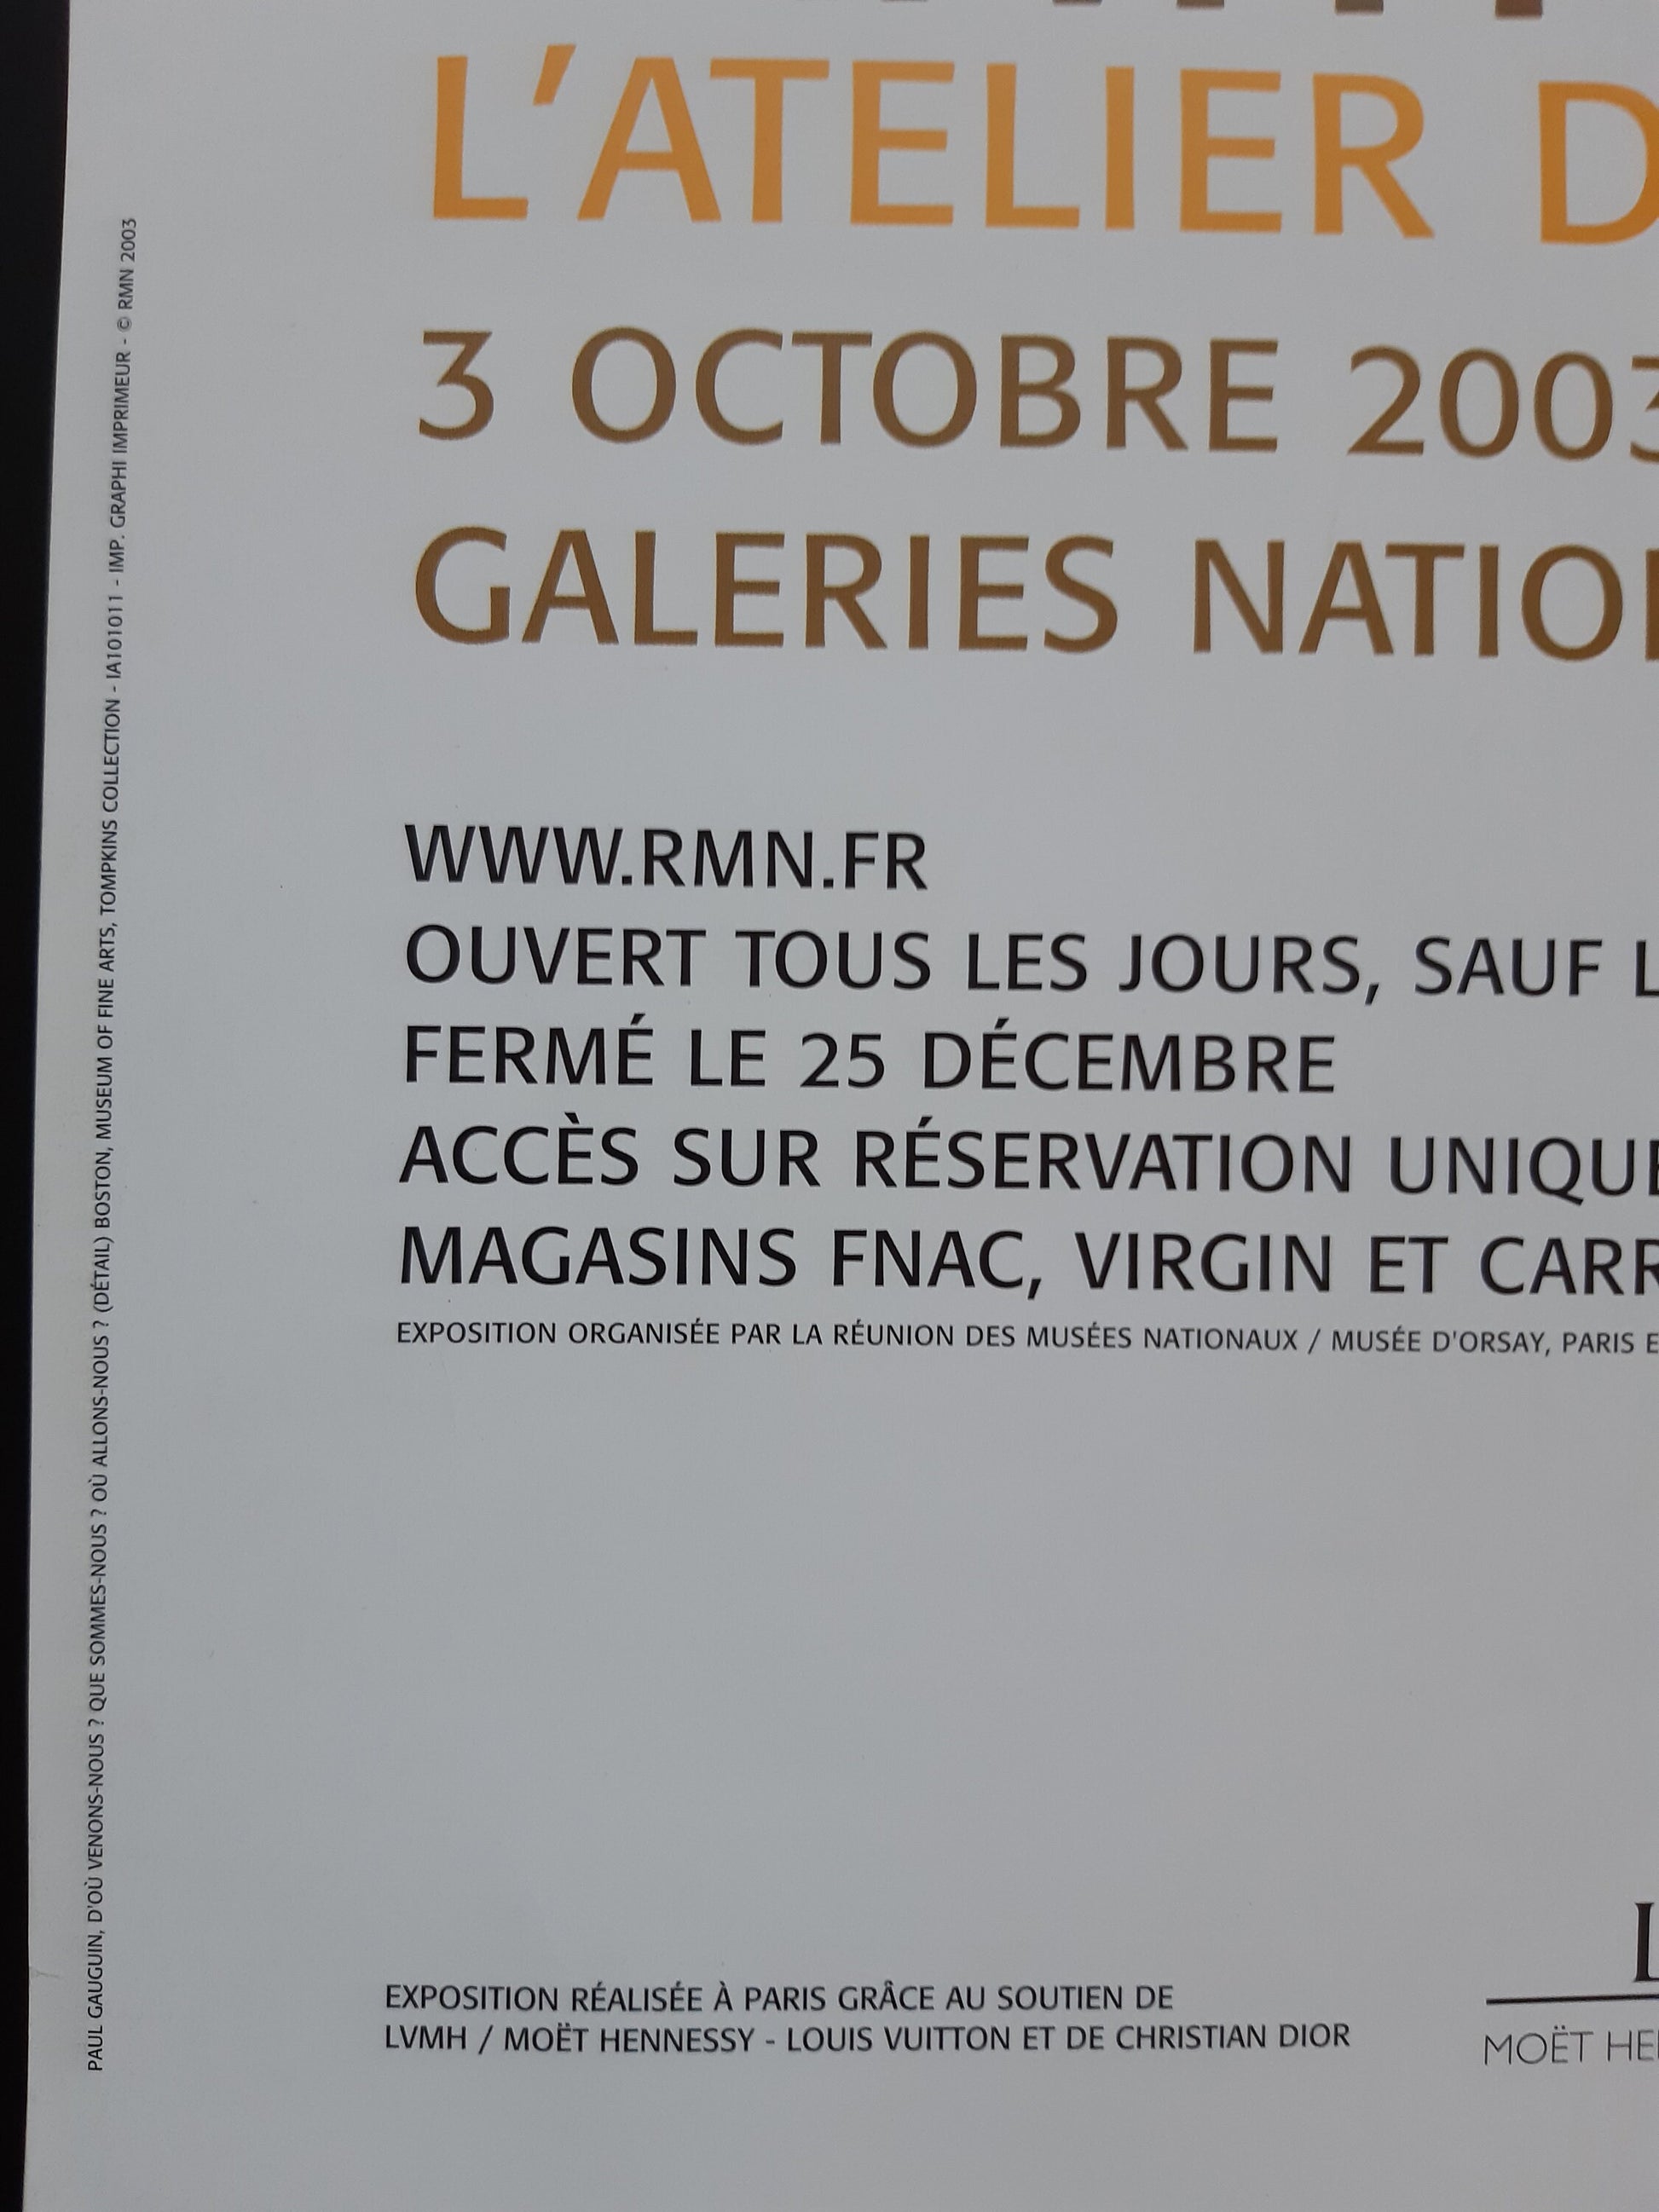 L'ATELIER D
3 OCTOBRE 2003
GALERIES NATIO
WWW.RMN.FR
OUVERT TOUS LES JOURS, SAUF L
FERMÉ LE 25 DÉCEMBRE
ACCÈS SUR RÉSERVATION UNIQUE
MAGASINS FNAC, VIRGIN ET CARR
EXPOSITION ORGANISÉE PAR LA RÉUNION DES MUSÉES NATIONAUX / MUSÉE D'ORSAY, PARIS E
EXPOSITION RÉALISÉE À PARIS GRÂCE AU SOUTIEN DE
LVMH / MOËT HENNESSY - LOUIS VUITTON ET DE CHRISTIAN DIOR
L
MOËT HE
PAUL GAUGUIN, D'OÙ VENONS-NOUS ? QUE SOMMES-NOUS ? OÙ ALLONS-NOUS ? (DÉTAIL) BOSTON, MUSEUM OF FINE ARTS, TOMPKINS COLLECTION - IA101011 - IMP. GRAPHI IMPRIMEUR - © RMN 2003